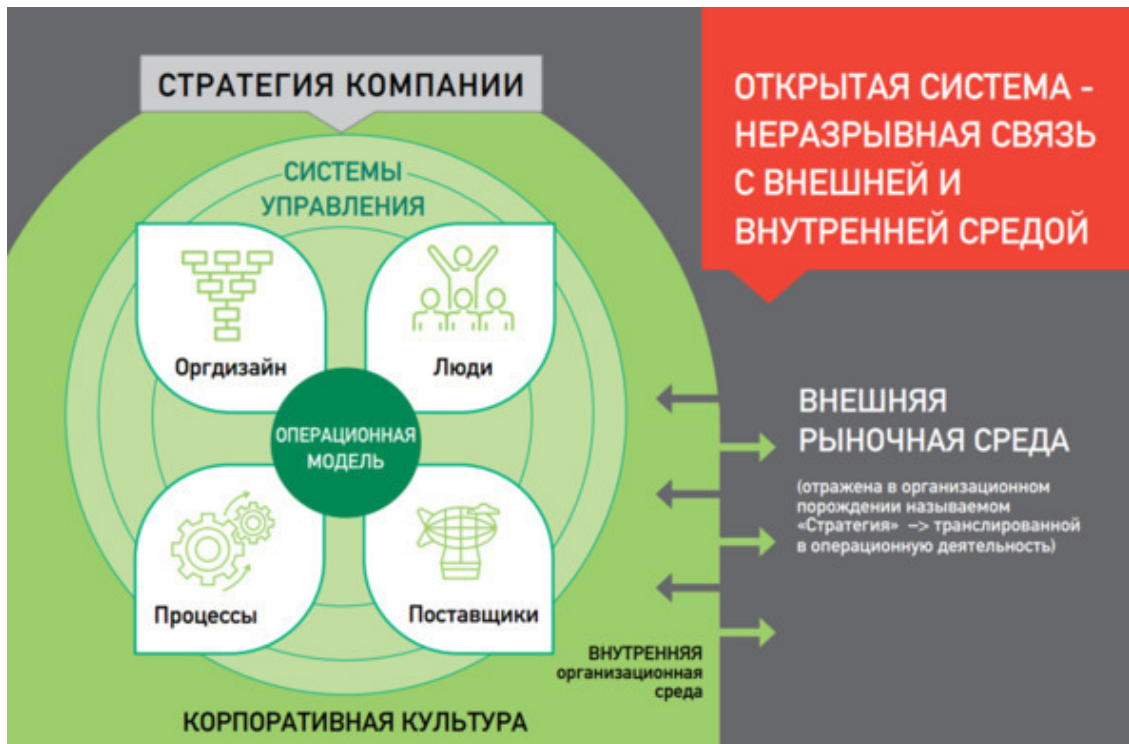 СТРАТЕГИЯ КОМПАНИИ
СИСТЕМЫ
УПРАВЛЕНИЯ
Оргдизайн
Люди
ОПЕРАЦИОННАЯ
МОДЕЛЬ
Процессы
Поставщики
ВНУТРЕННЯЯ
организационная
среда
КОРПОРАТИВНАЯ КУЛЬТУРА
ОТКРЫТАЯ СИСТЕМА -
НЕРАЗРЫВНАЯ СВЯЗЬ
С ВНЕШНЕЙ И
ВНУТРЕННЕЙ СРЕДОЙ
ВНЕШНЯЯ
РЫНОЧНАЯ СРЕДА
(отражена в организационном
порождении называемом
«Стратегия» –> транслированной
в операционную деятельность)